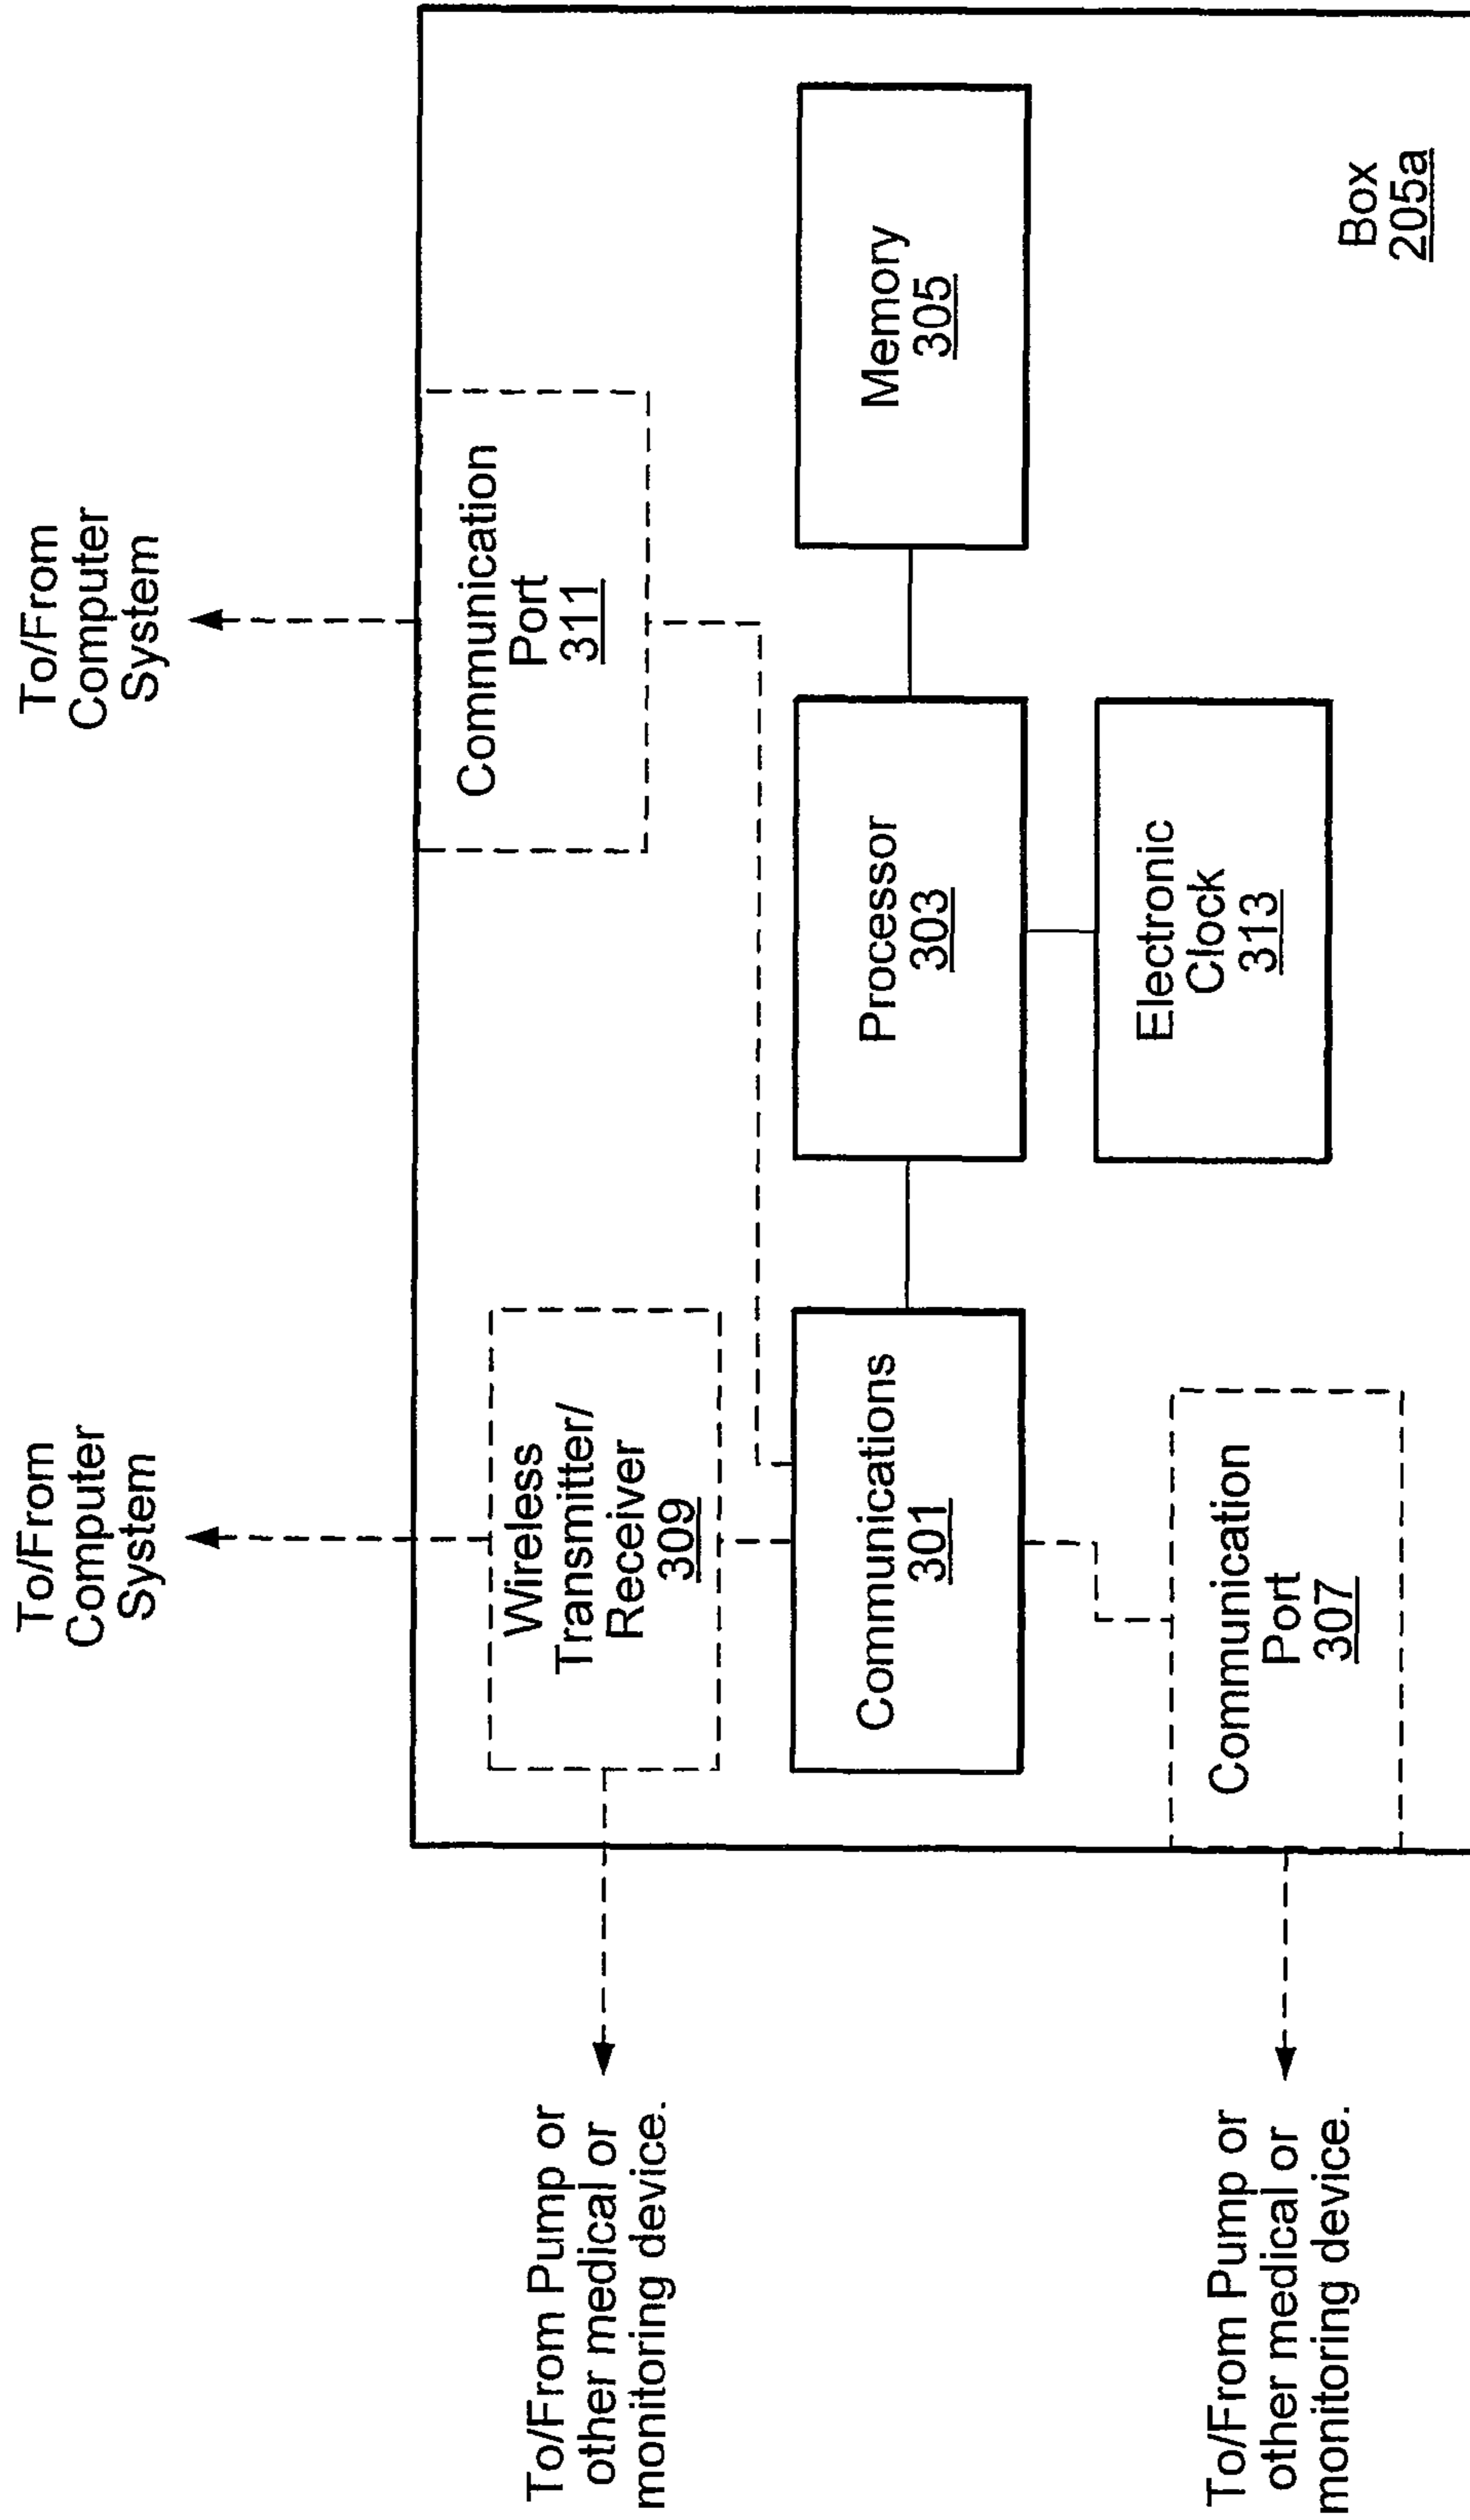 To/From
Computer
System
To/From
Computer
System
Wireless
Transmitter/
Receiver
309
Communication
Port
311
To/From Pump or
other medical or
monitoring device.
Communications
301
Processor
303
Memory
305
Electronic
Clock
313
To/From Pump or
other medical or
monitoring device.
Communication
Port
307
Box
205a